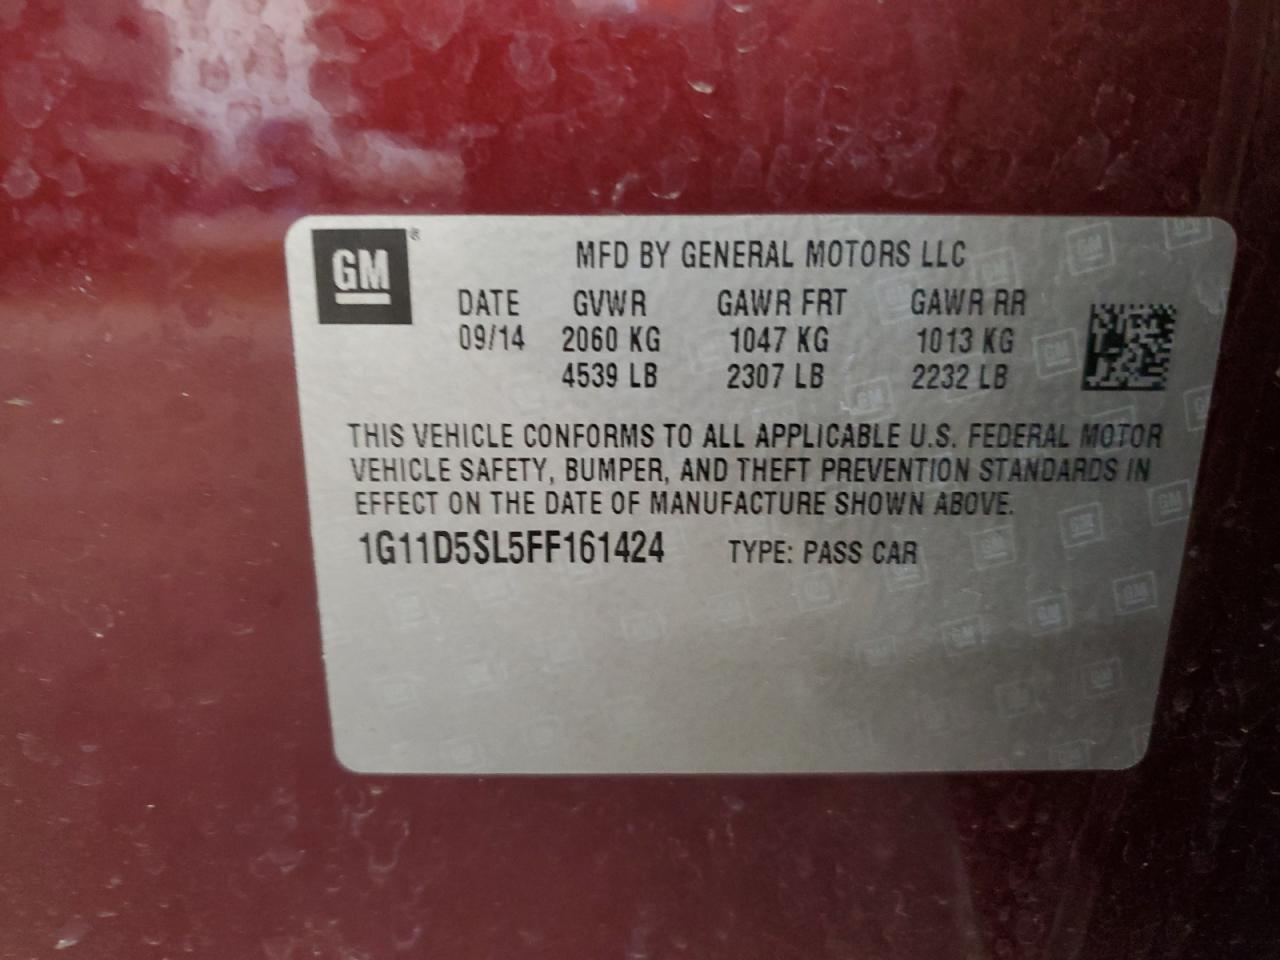 GM®
MFD BY GENERAL MOTORS LLC
DATE GVWR GAWR FRT GAWR RR
09/14 2060 KG 1047 KG 1013 KG
4539 LB 2307 LB 2232 LB
THIS VEHICLE CONFORMS TO ALL APPLICABLE U.S. FEDERAL MOTOR
VEHICLE SAFETY, BUMPER, AND THEFT PREVENTION STANDARDS IN
EFFECT ON THE DATE OF MANUFACTURE SHOWN ABOVE.
1G11D5SL5FF161424 TYPE: PASS CAR